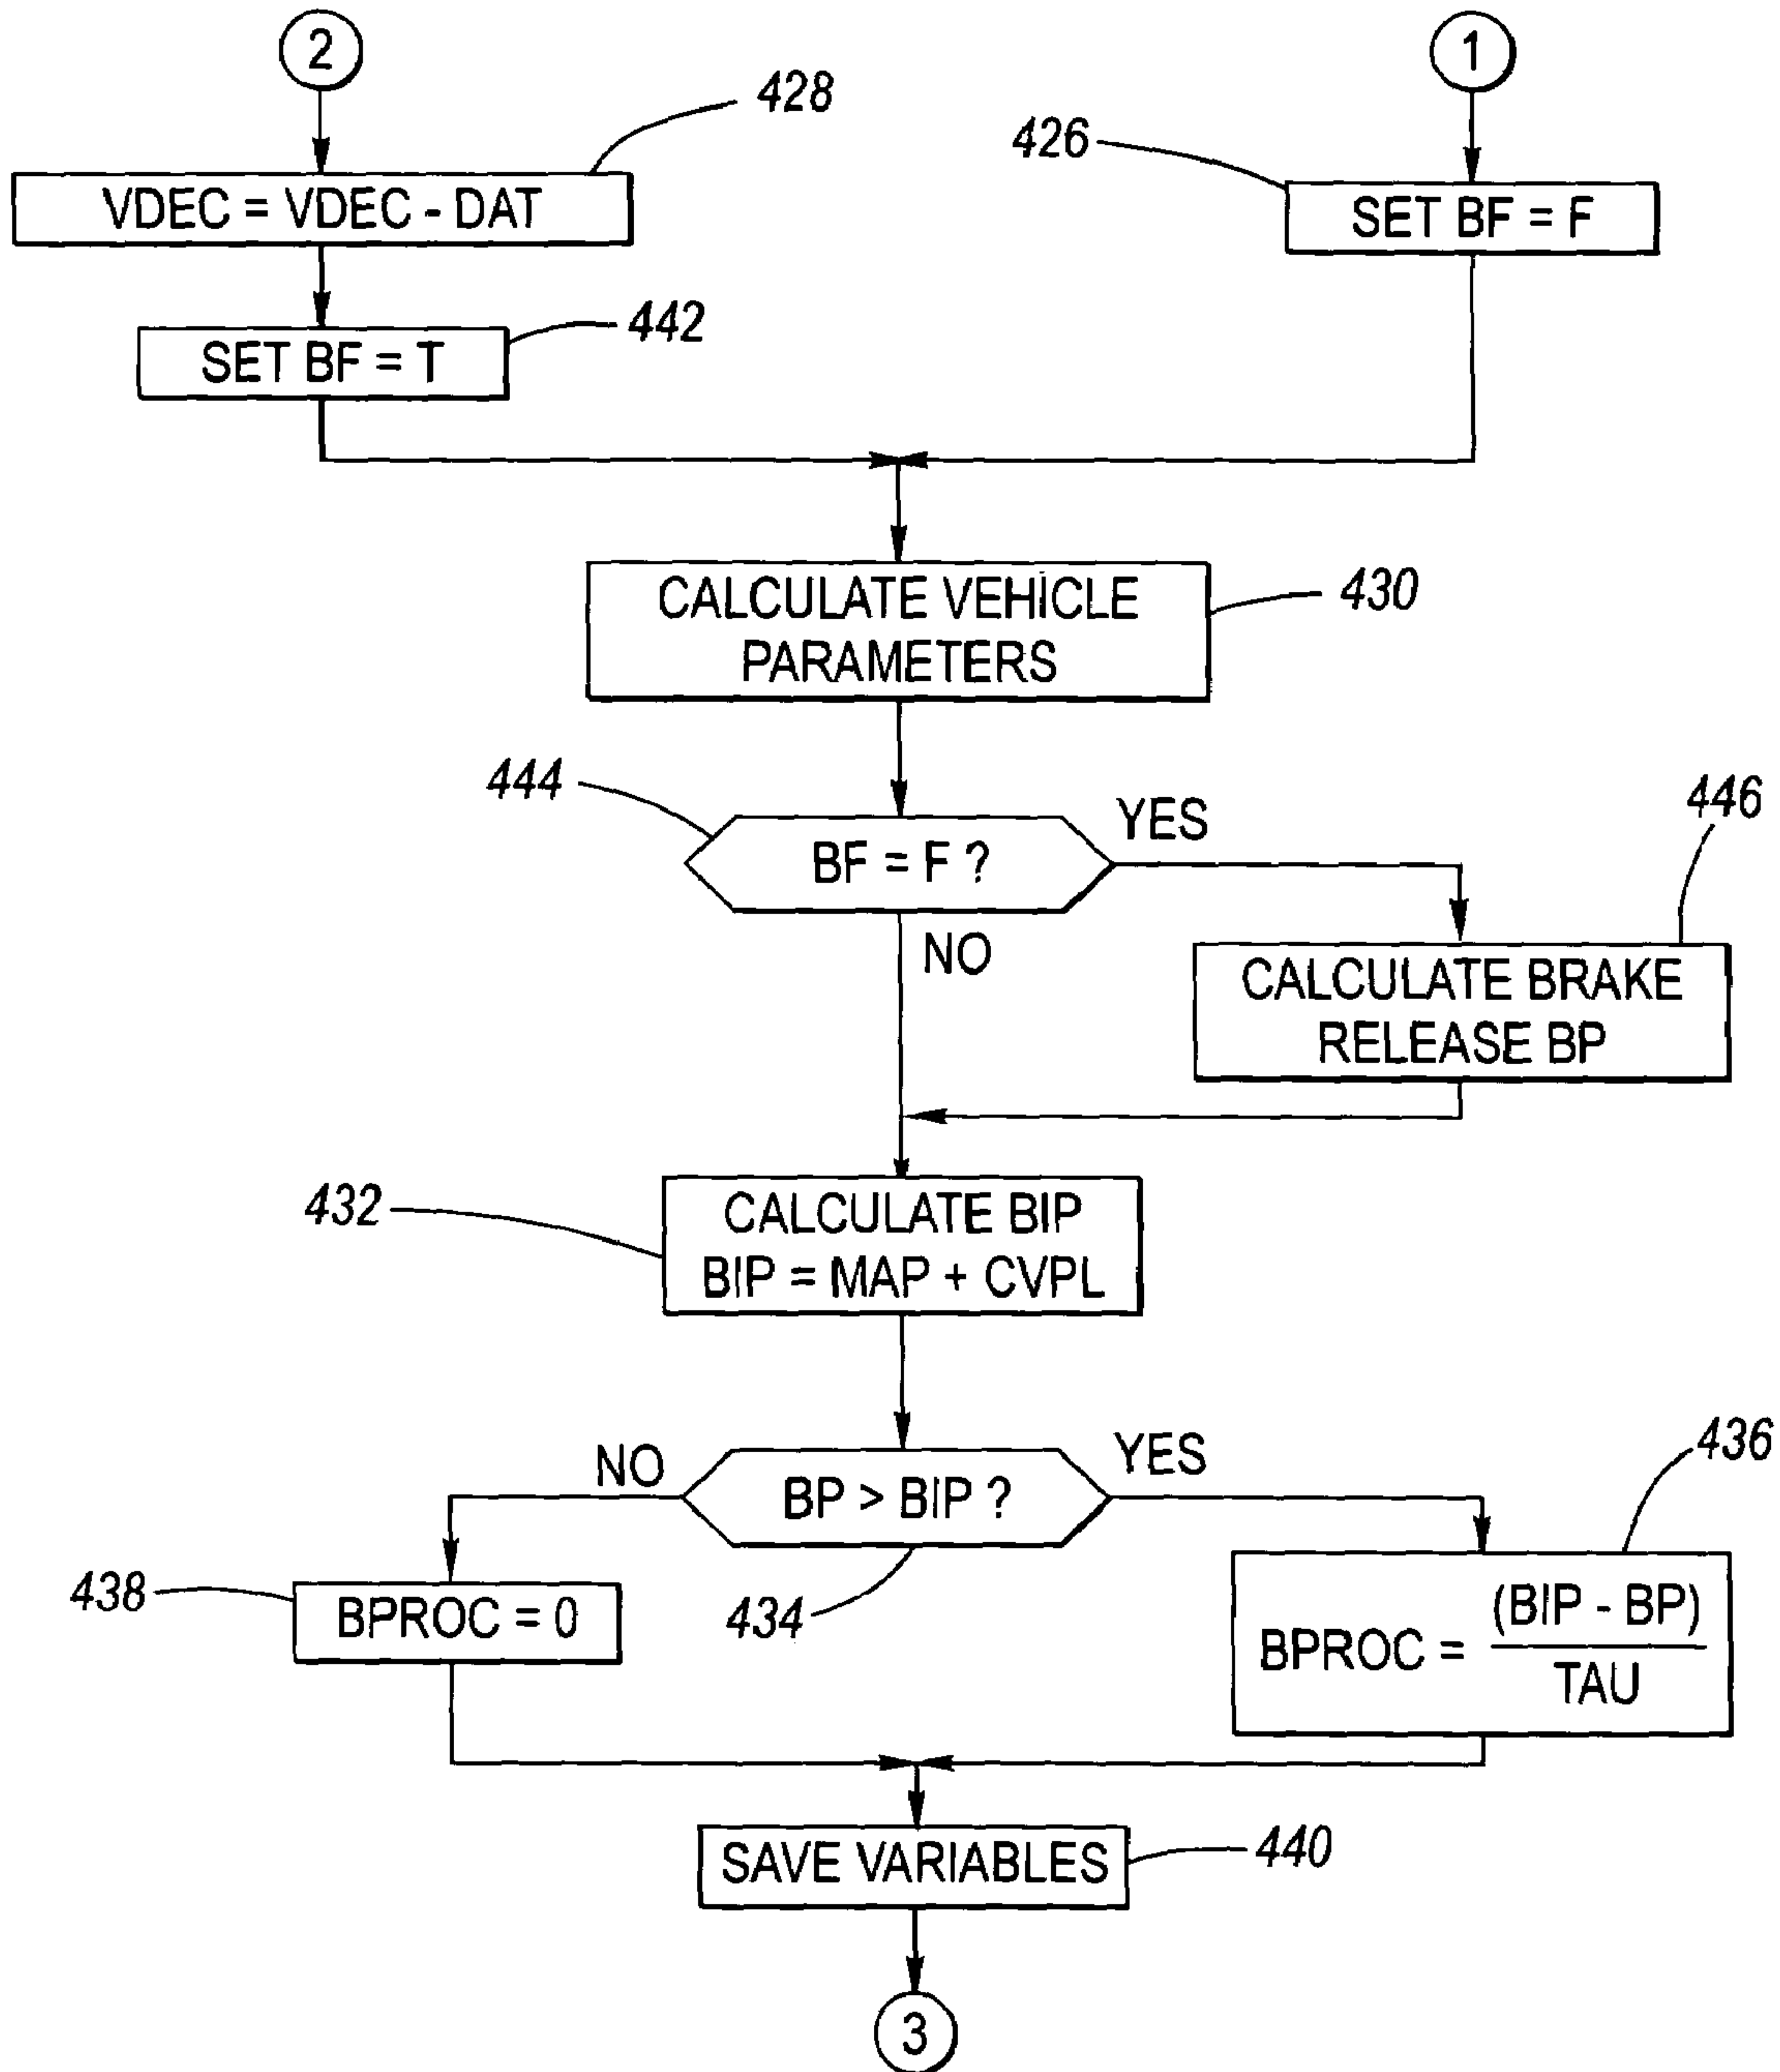 2
1
428
426
VDEC = VDEC - DAT
SET BF = F
442
SET BF = T
CALCULATE VEHICLE
PARAMETERS
430
444
BF = F ?
YES
446
NO
CALCULATE BRAKE
RELEASE BP
432
CALCULATE BIP
BIP = MAP + CVPL
NO
BP > BIP ?
YES
436
438
BPROC = 0
434
BPROC = (BIP - BP)
TAU
SAVE VARIABLES
440
3